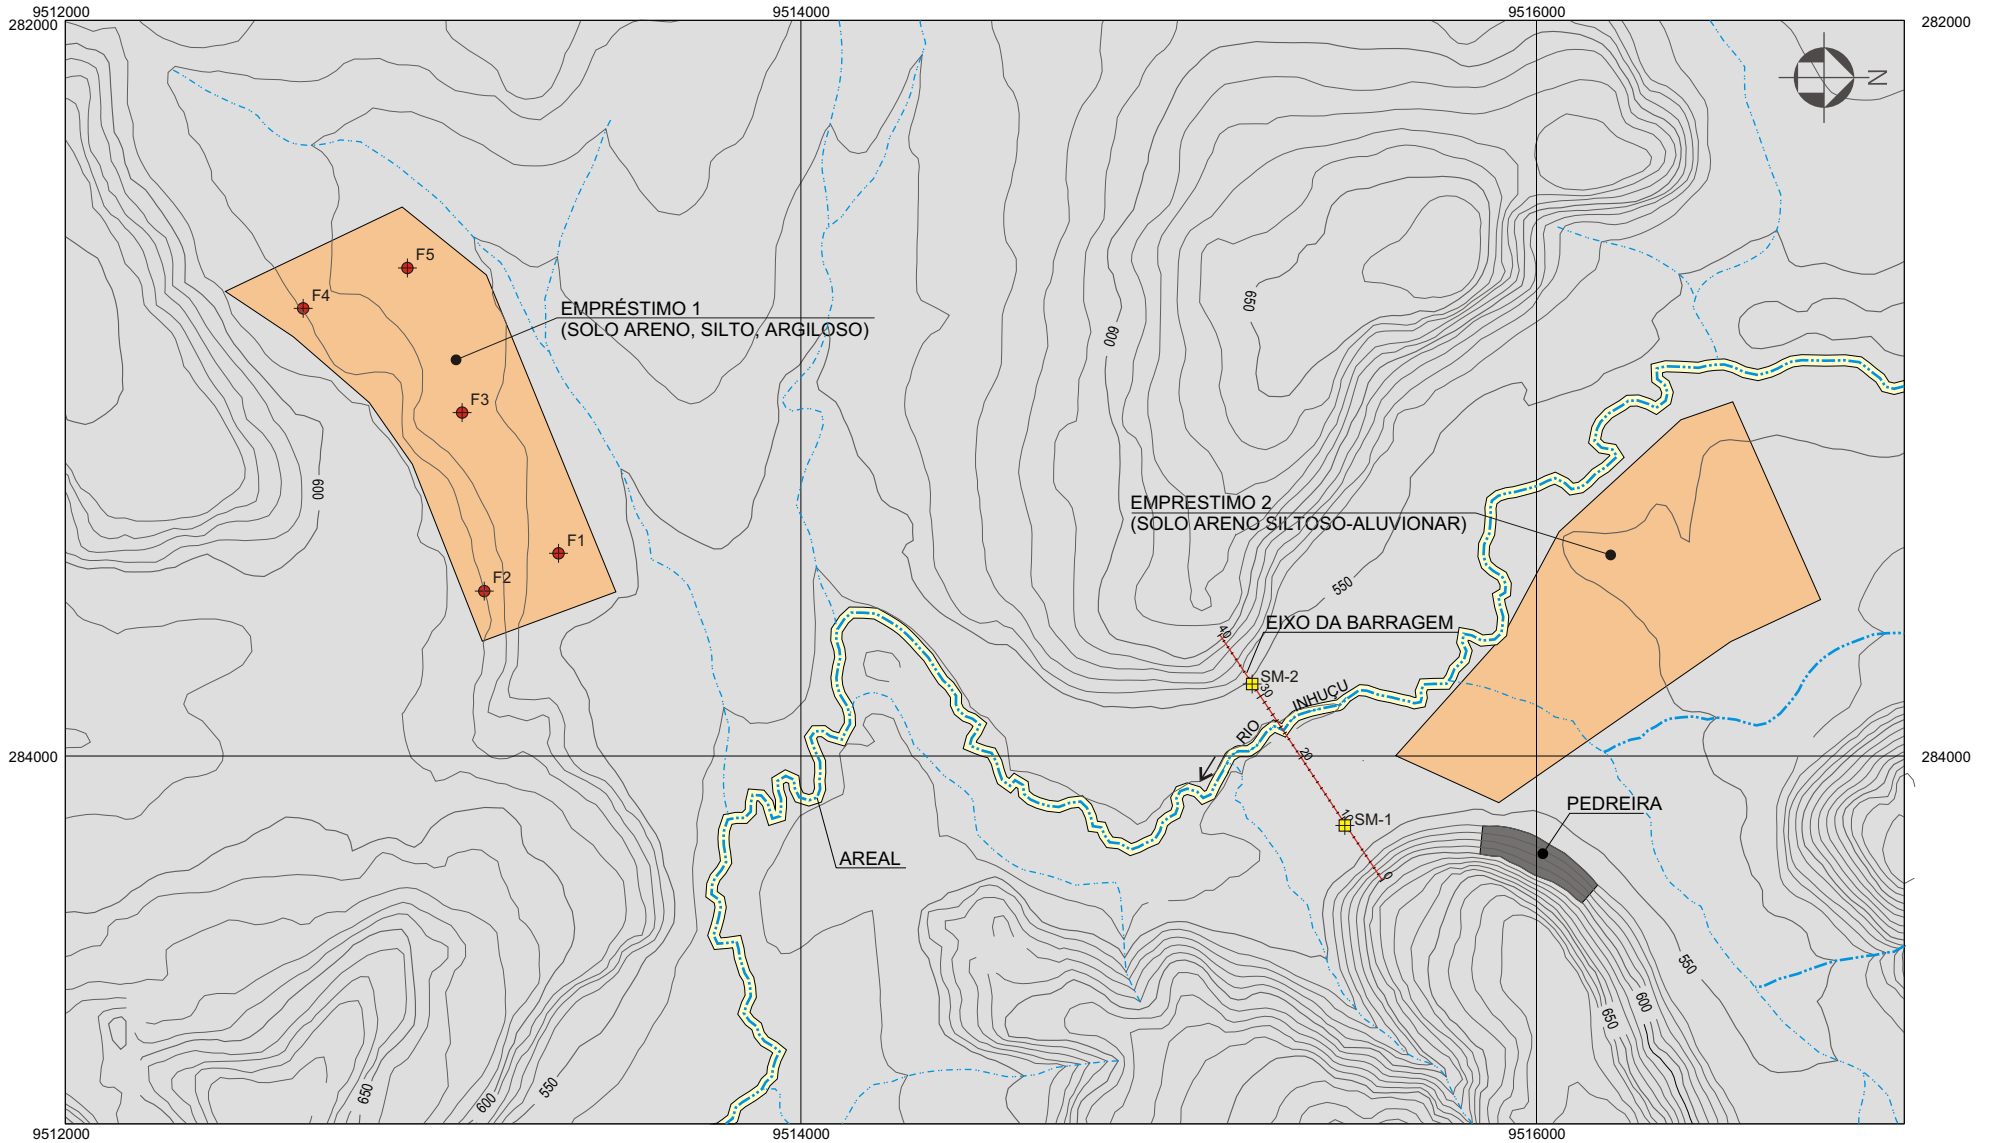 9512000
9514000
9516000
282000
282000
N
F5
F4
EMPRÉSTIMO 1
(SOLO ARENO, SILTO, ARGILOSO)
650
600
F3
600
EMPRESTIMO 2
(SOLO ARENO SILTOSO-ALUVIONAR)
F1
F2
550
40
EIXO DA BARRAGEM
SM-2
30
RIO INHUÇU
20
284000
284000
10
SM-1
PEDREIRA
AREAL
0
550
600
650
650
600
550
9512000
9514000
9516000